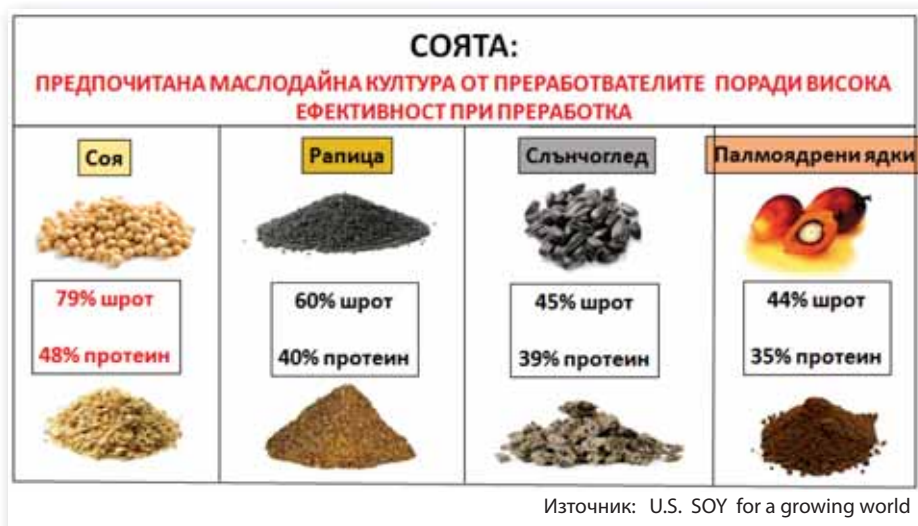 СОЯТА:
ПРЕДПОЧИТАНА МАСЛОДАЙНА КУЛТУРА ОТ ПРЕРАБОТВАТЕЛИТЕ ПОРАДИ ВИСОКА
ЕФЕКТИВНОСТ ПРИ ПРЕРАБОТКА
Соя
79% шрот
48% протеин
Рапица
60% шрот
40% протеин
Слънчоглед
45% шрот
39% протеин
Палмоядрени ядки
44% шрот
35% протеин
Източник: U.S. SOY for a growing world